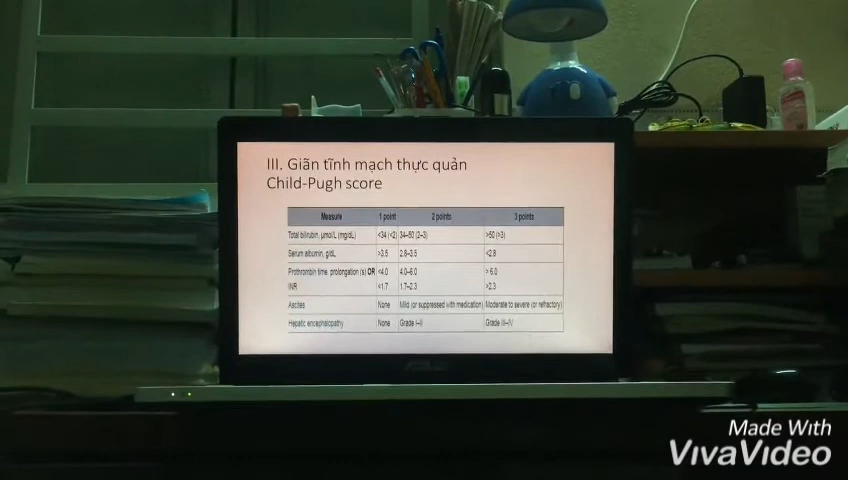 III. Giãn tĩnh mạch thực quản
Child-Pugh score
Measure 1 point 2 points 3 points
Total bilirubin, μmol/L (mg/dL) <34 (<2) 34–50 (2–3) >50 (>3)
Serum albumin, g/dL >3.5 2.8–3.5 <2.8
Prothrombin time, prolongation (s) OR <4.0 4.0–6.0 > 6.0
INR <1.7 1.7–2.3 >2.3
Ascites None Mild (or suppressed with medication) Moderate to severe (or refractory)
Hepatic encephalopathy None Grade I–II Grade III–IV
Made With
VivaVideo